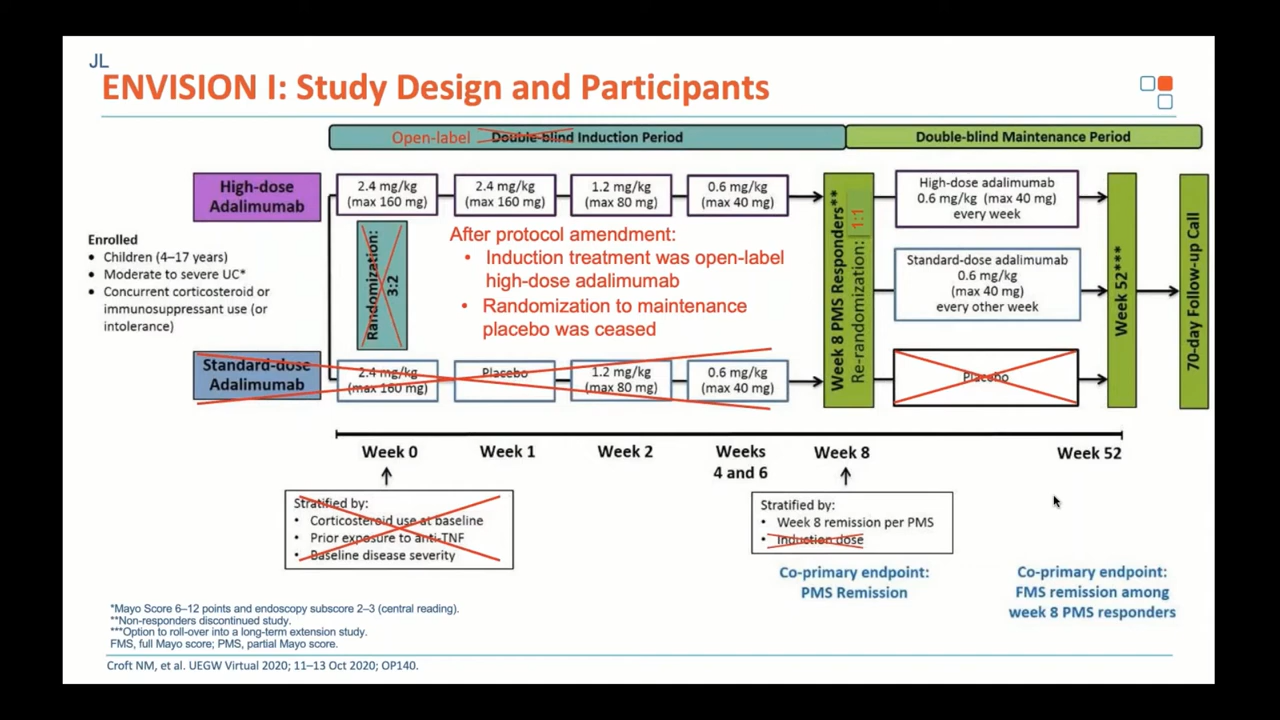 JL
ENVISION I: Study Design and Participants
Open-label Double-blind Induction Period
Double-blind Maintenance Period
High-dose
Adalimumab
2.4 mg/kg
(max 160 mg)
2.4 mg/kg
(max 160 mg)
1.2 mg/kg
(max 80 mg)
0.6 mg/kg
(max 40 mg)
Enrolled
• Children (4–17 years)
• Moderate to severe UC*
• Concurrent corticosteroid or
immunosuppressant use (or
intolerance)
Randomization:
3:2
After protocol amendment:
• Induction treatment was open-label
high-dose adalimumab
• Randomization to maintenance
placebo was ceased
Standard-dose
Adalimumab
2.4 mg/kg
(max 160 mg)
Placebo
1.2 mg/kg
(max 80 mg)
0.6 mg/kg
(max 40 mg)
Week 8 PMS Responders**
Re-randomization: 1:1
High-dose adalimumab
0.6 mg/kg (max 40 mg)
every week
Standard-dose adalimumab
0.6 mg/kg
(max 40 mg)
every other week
Placebo
Week 52***
70-day Follow-up Call
Week 0
Week 1
Week 2
Weeks
4 and 6
Week 8
Week 52
Stratified by:
• Corticosteroid use at baseline
• Prior exposure to anti-TNF
• Baseline disease severity
Stratified by:
• Week 8 remission per PMS
• Induction dose
Co-primary endpoint:
PMS Remission
Co-primary endpoint:
FMS remission among
week 8 PMS responders
*Mayo Score 6–12 points and endoscopy subscore 2–3 (central reading).
**Non-responders discontinued study.
***Option to roll-over into a long-term extension study.
FMS, full Mayo score; PMS, partial Mayo score.
Croft NM, et al. UEGW Virtual 2020; 11–13 Oct 2020; OP140.